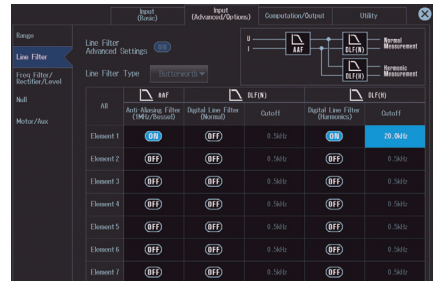 Input
(Basic)
Input
(Advanced/Options)
Computation/Output
Utility
Range
Line Filter
Freq Filter/
Rectifier/Level
Null
Motor/Aux
Line Filter
Advanced Settings
ON
Line Filter Type
Butterworth
U
I
AAF
DLF(N)
Normal
Measurement
DLF(H)
Harmonic
Measurement
All
AAF
DLF(N)
DLF(H)
Anti-Aliasing Filter
(1MHz/Bessel)
Digital Line Filter
(Normal)
Cutoff
Digital Line Filter
(Harmonics)
Cutoff
Element 1 ON OFF 0.5kHz ON 20.0kHz
Element 2 OFF OFF 0.5kHz OFF 0.5kHz
Element 3 OFF OFF 0.5kHz OFF 0.5kHz
Element 4 OFF OFF 0.5kHz OFF 0.5kHz
Element 5 OFF OFF 0.5kHz OFF 0.5kHz
Element 6 OFF OFF 0.5kHz OFF 0.5kHz
Element 7 OFF OFF 0.5kHz OFF 0.5kHz